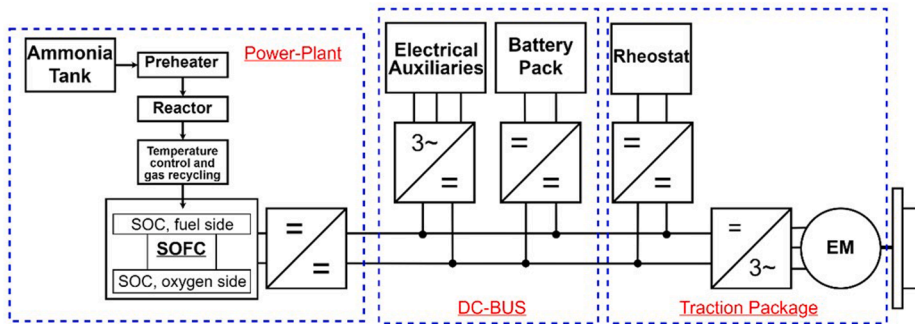 Ammonia
Tank
Preheater
Reactor
Temperature
control and
gas recycling
SOC, fuel side
SOFC
SOC, oxygen side
Power-Plant
=
=
Electrical
Auxiliaries
3~
=
Battery
Pack
=
=
DC-BUS
Rheostat
=
=
=
3~
EM
Traction Package